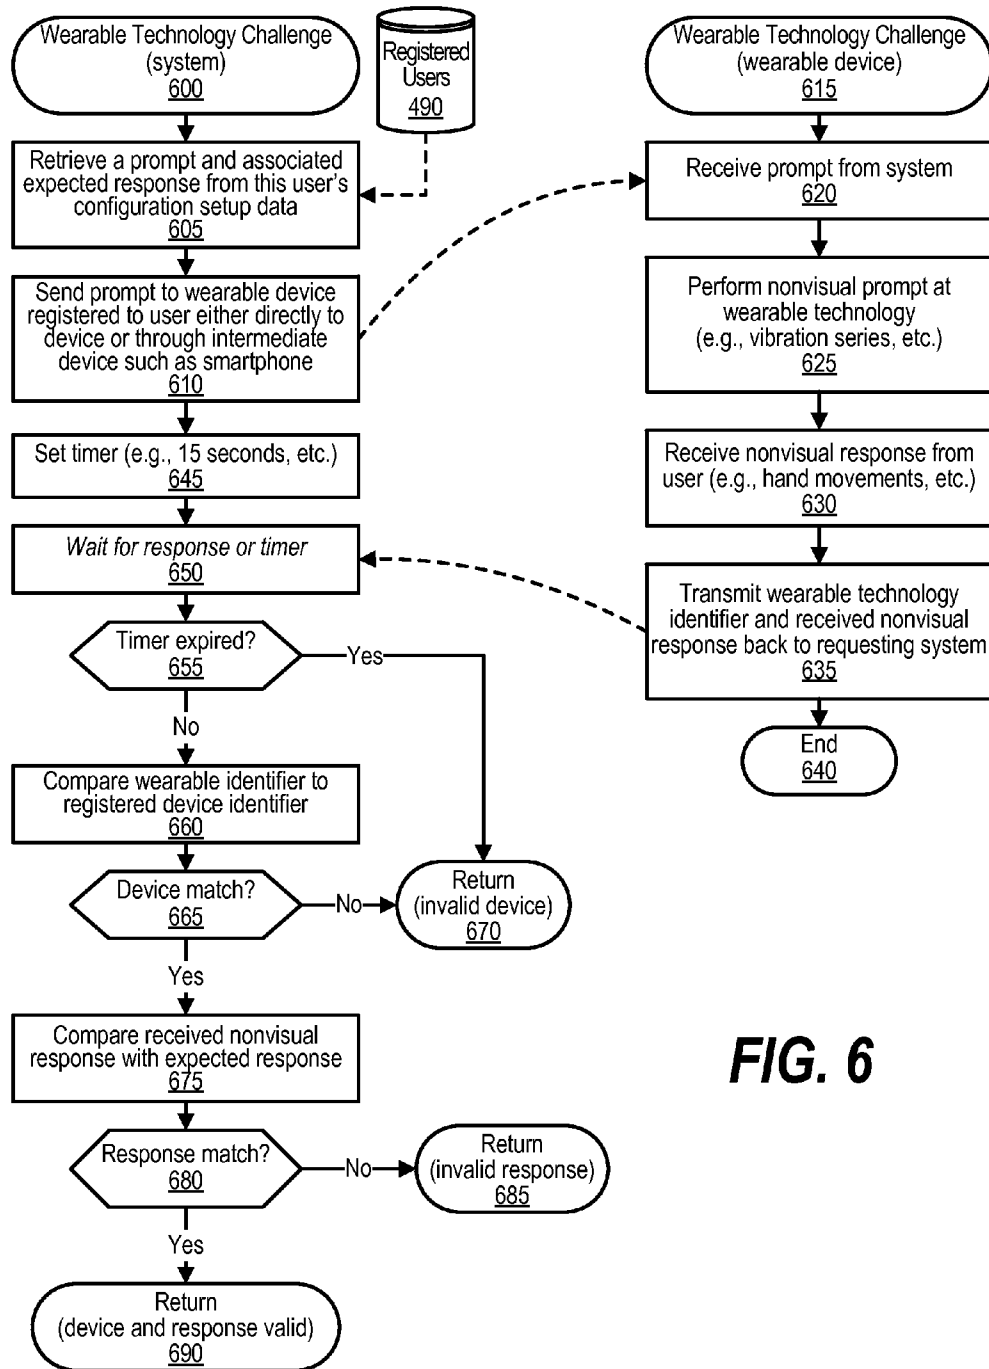 Wearable Technology Challenge
(system)
600
Registered
Users
490
Retrieve a prompt and associated
expected response from this user's
configuration setup data
605
Send prompt to wearable device
registered to user either directly to
device or through intermediate
device such as smartphone
610
Set timer (e.g., 15 seconds, etc.)
645
Wait for response or timer
650
Timer expired?
655
Yes
No
Compare wearable identifier to
registered device identifier
660
Device match?
665
No
Return
(invalid device)
670
Yes
Compare received nonvisual
response with expected response
675
Response match?
680
No
Return
(invalid response)
685
Yes
Return
(device and response valid)
690
Wearable Technology Challenge
(wearable device)
615
Receive prompt from system
620
Perform nonvisual prompt at
wearable technology
(e.g., vibration series, etc.)
625
Receive nonvisual response from
user (e.g., hand movements, etc.)
630
Transmit wearable technology
identifier and received nonvisual
response back to requesting system
635
End
640
FIG. 6